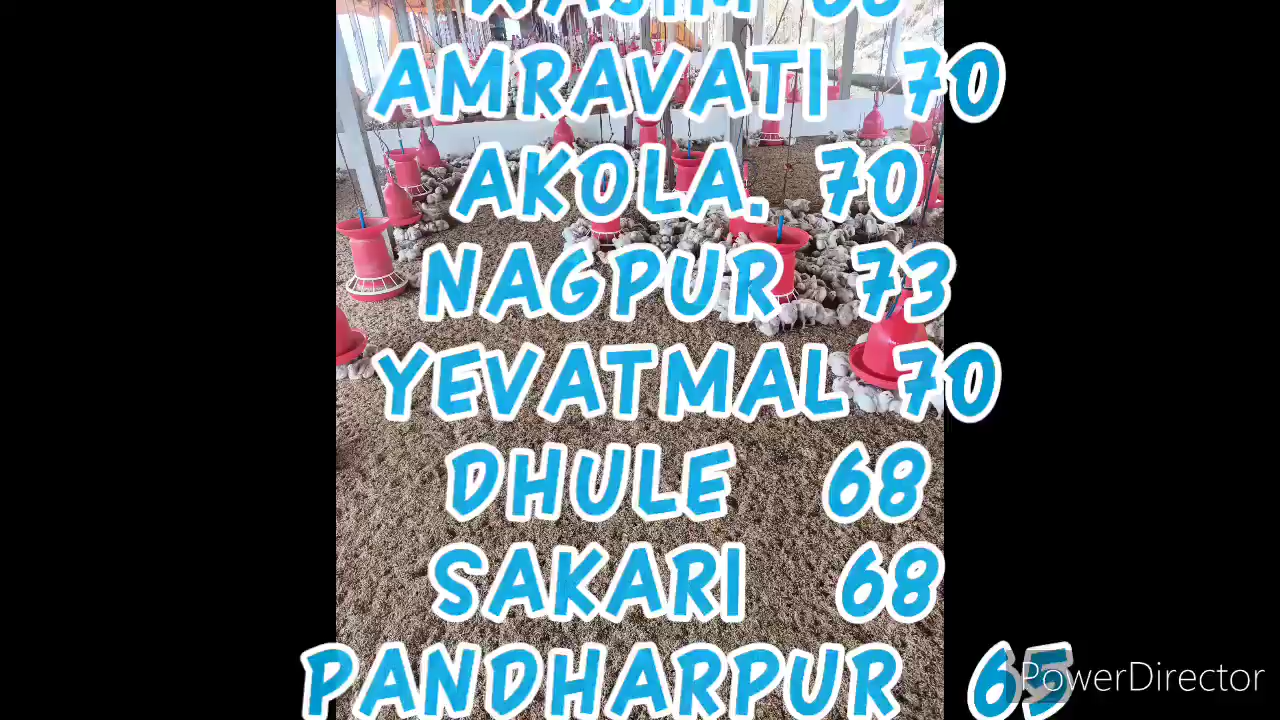 AMRAVATI 70
AKOLA. 70
NAGPUR 73
YEVATMAL 70
DHULE 68
SAKARI 68
PANDHARPUR 65
PowerDirector